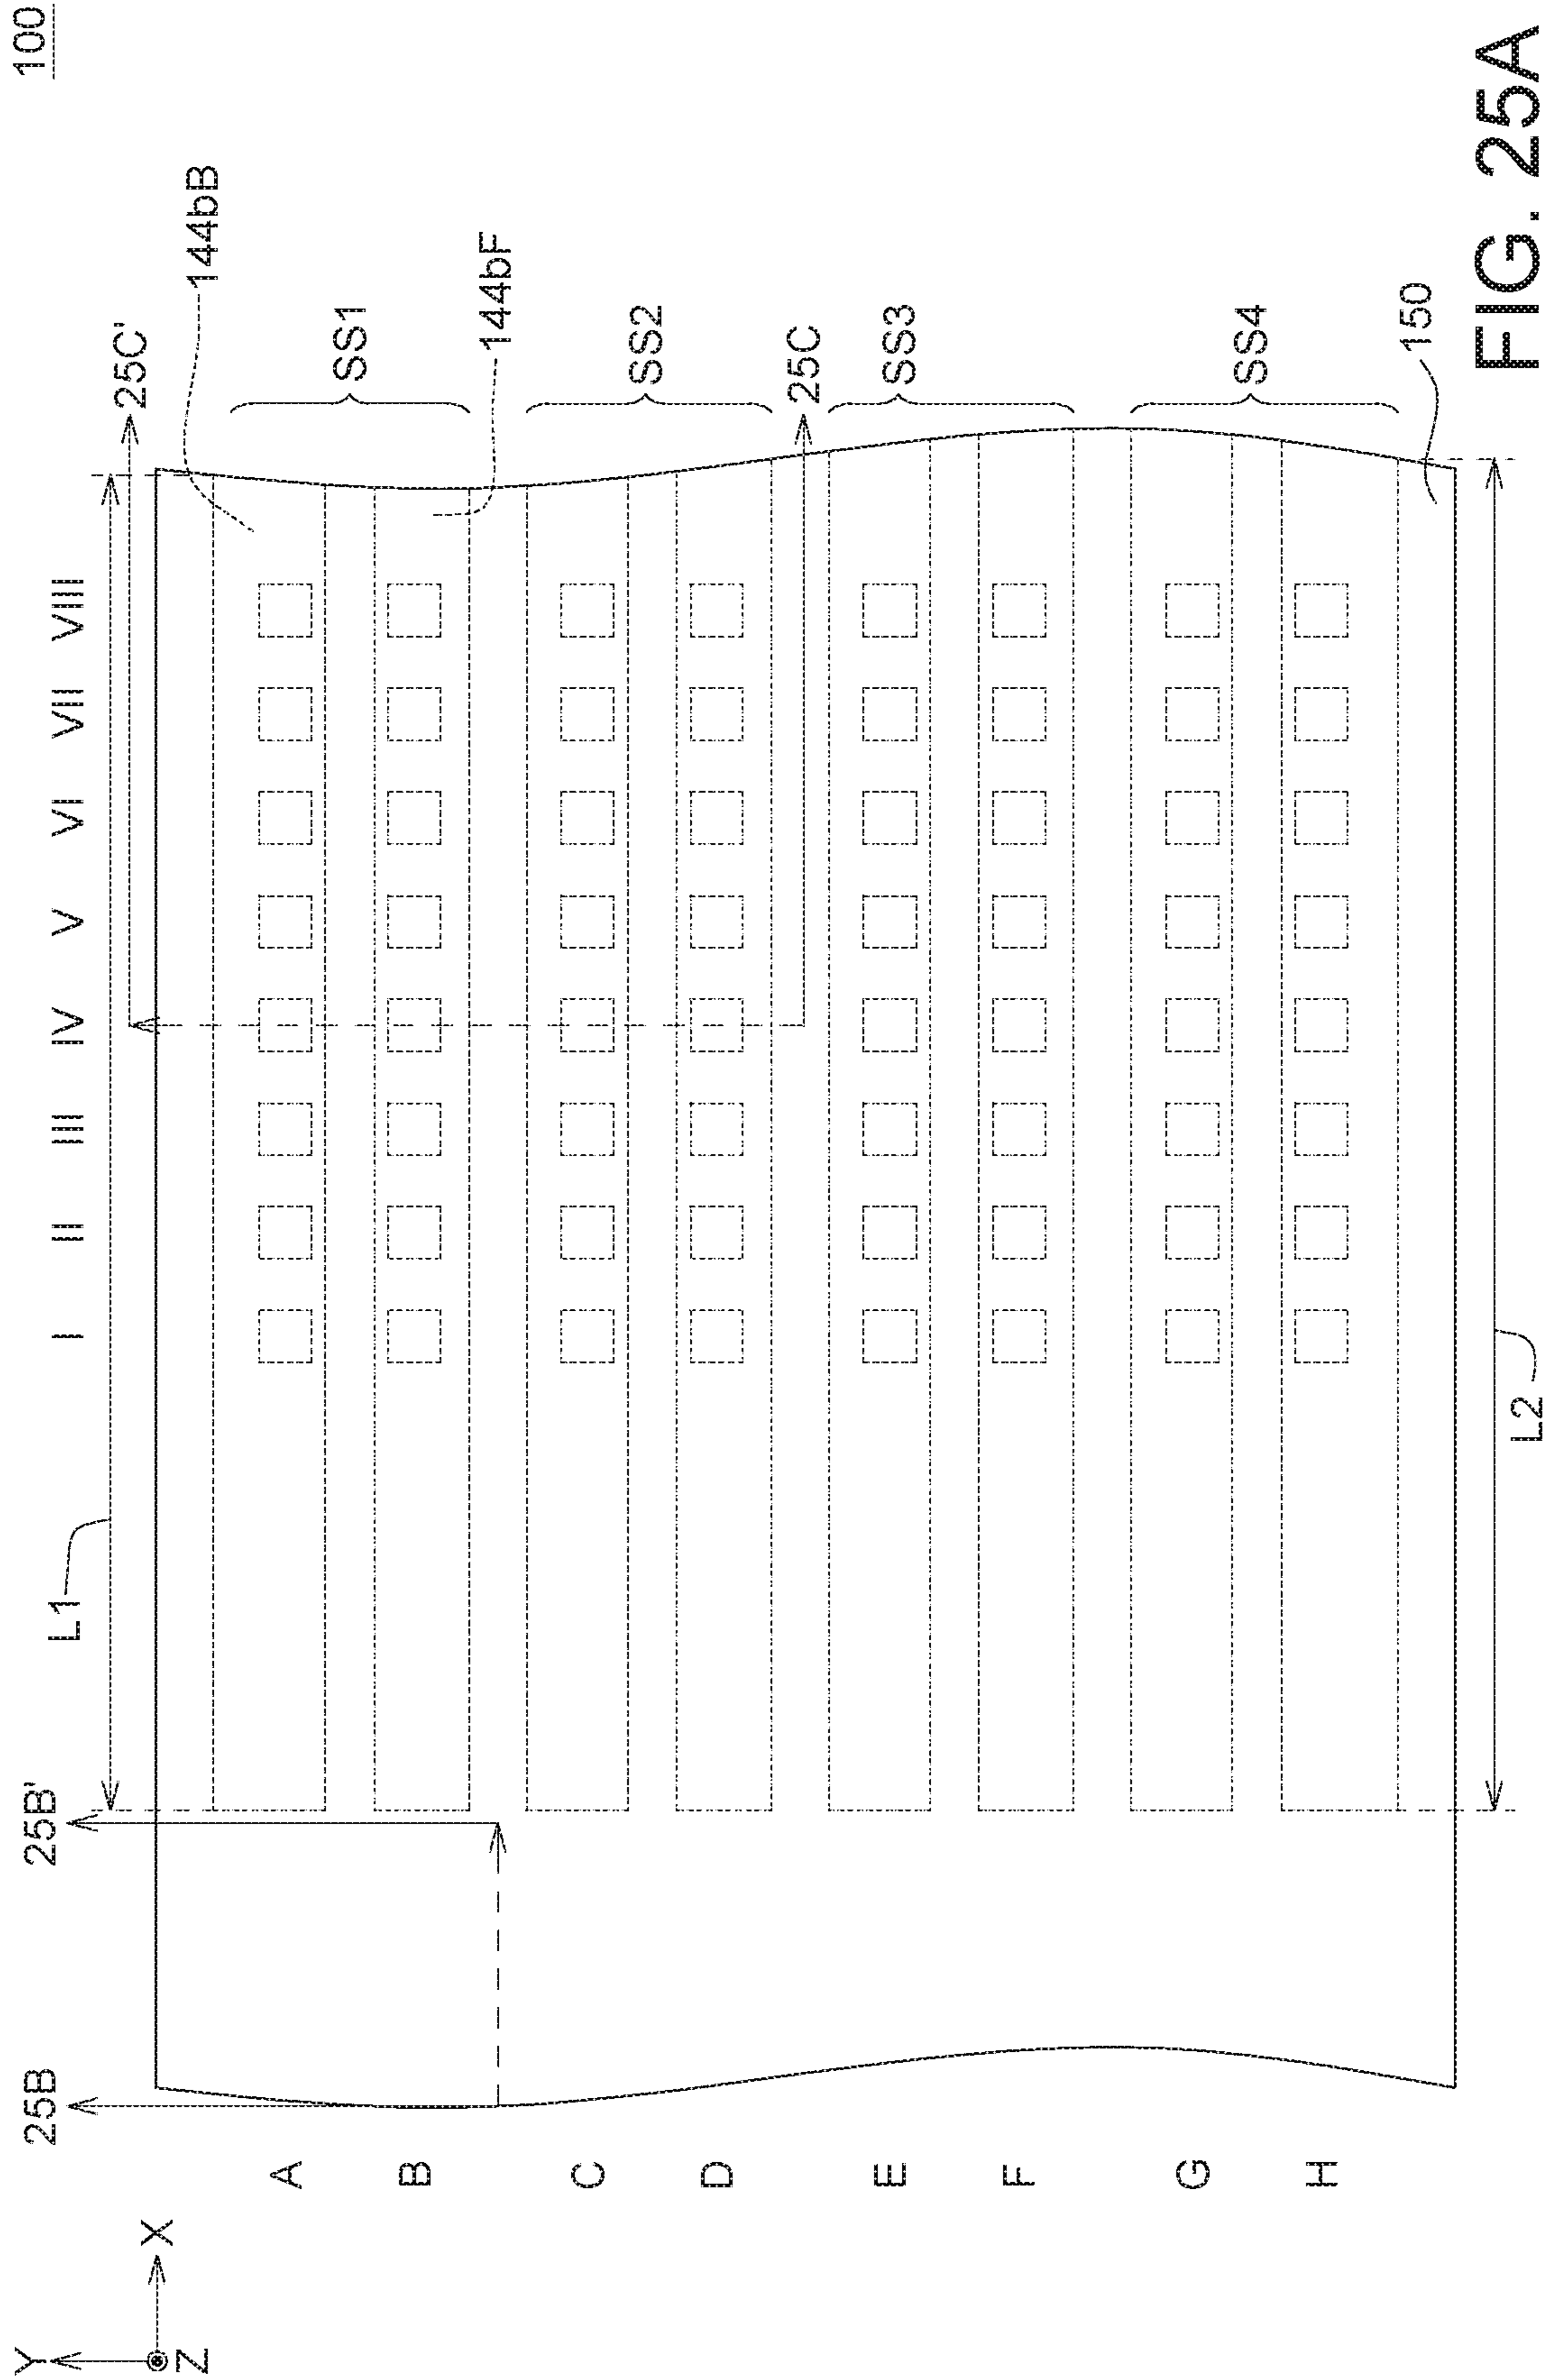 100
Y
X
Z
25B
25B'
L1
I II III IV V VI VII VIII
25C'
144bB
A
B
C
D
E
F
G
H
SS1
144bF
SS2
25C
SS3
SS4
150
L2
FIG. 25A